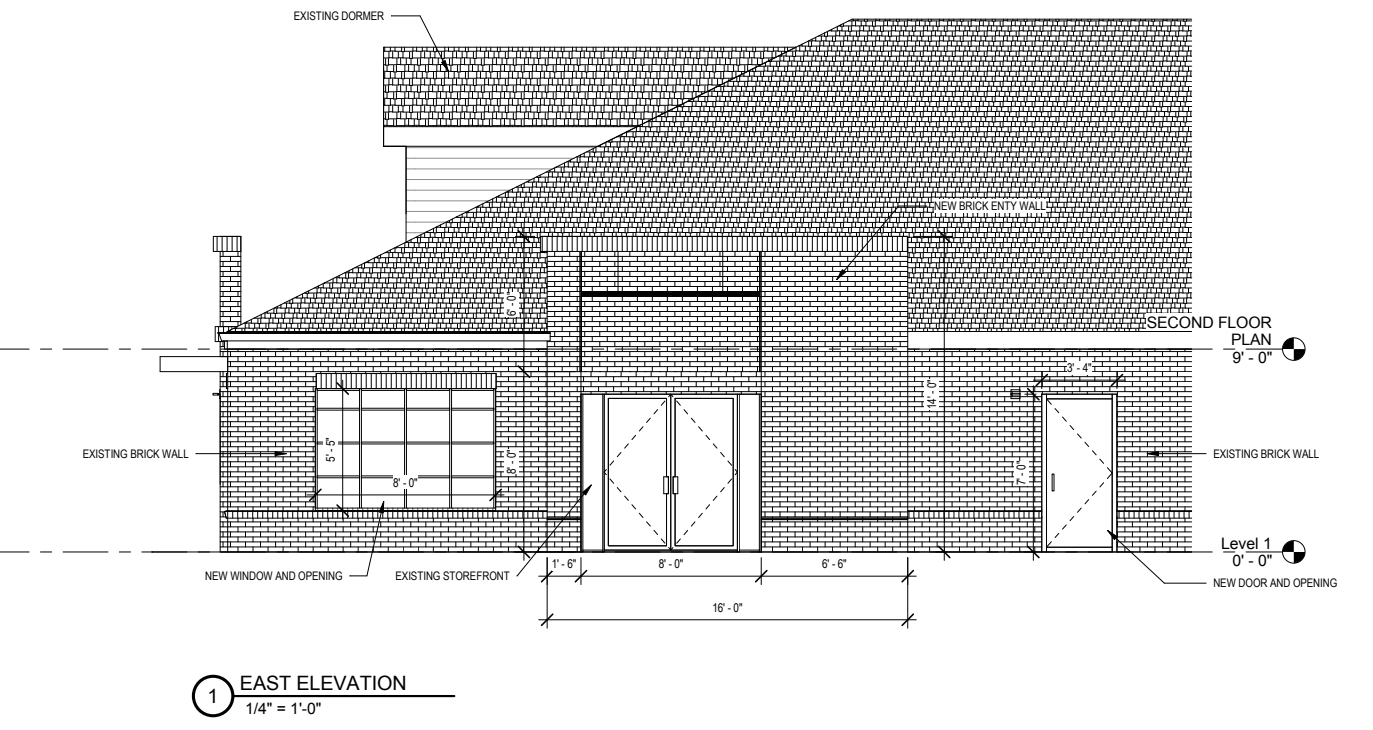 EXISTING DORMER
NEW BRICK ENTY WALL
6' - 0"
SECOND FLOOR
PLAN
9' - 0"
3' - 4"
14' - 0"
5' - 5"
8' - 0"
8' - 0"
7' - 0"
EXISTING BRICK WALL
EXISTING BRICK WALL
Level 1
0' - 0"
1' - 6"
8' - 0"
6' - 6"
NEW WINDOW AND OPENING
EXISTING STOREFRONT
NEW DOOR AND OPENING
16' - 0"
1
EAST ELEVATION
1/4" = 1'-0"